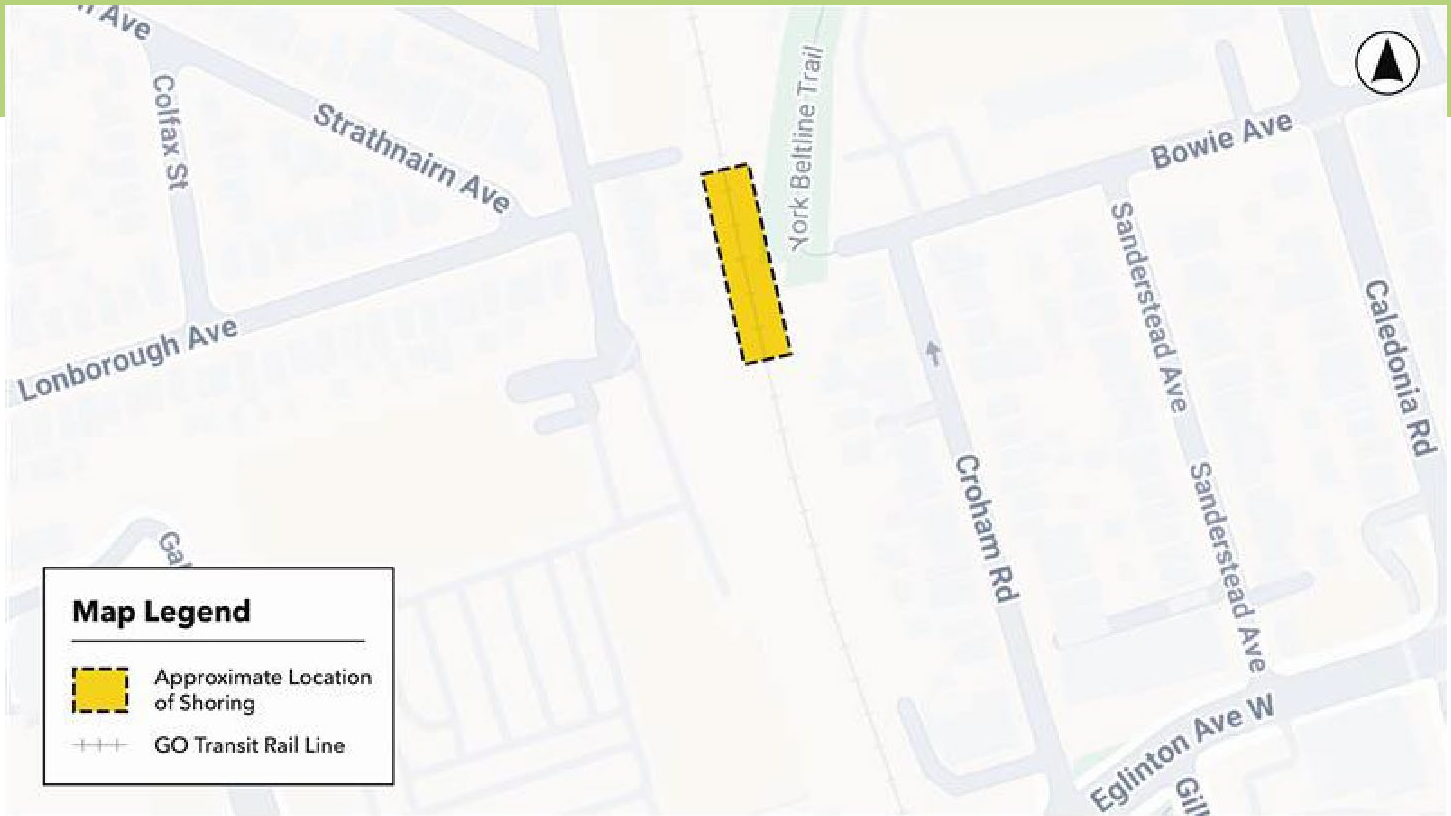 Ave
Colfax St
Strathnairn Ave
York Beltline Trail
Bowie Ave
Lonborough Ave
Sanderstead Ave
Caledonia Rd
Croham Rd
Sanderstead Ave
Eglinton Ave W
Map Legend
Approximate Location
of Shoring
GO Transit Rail Line